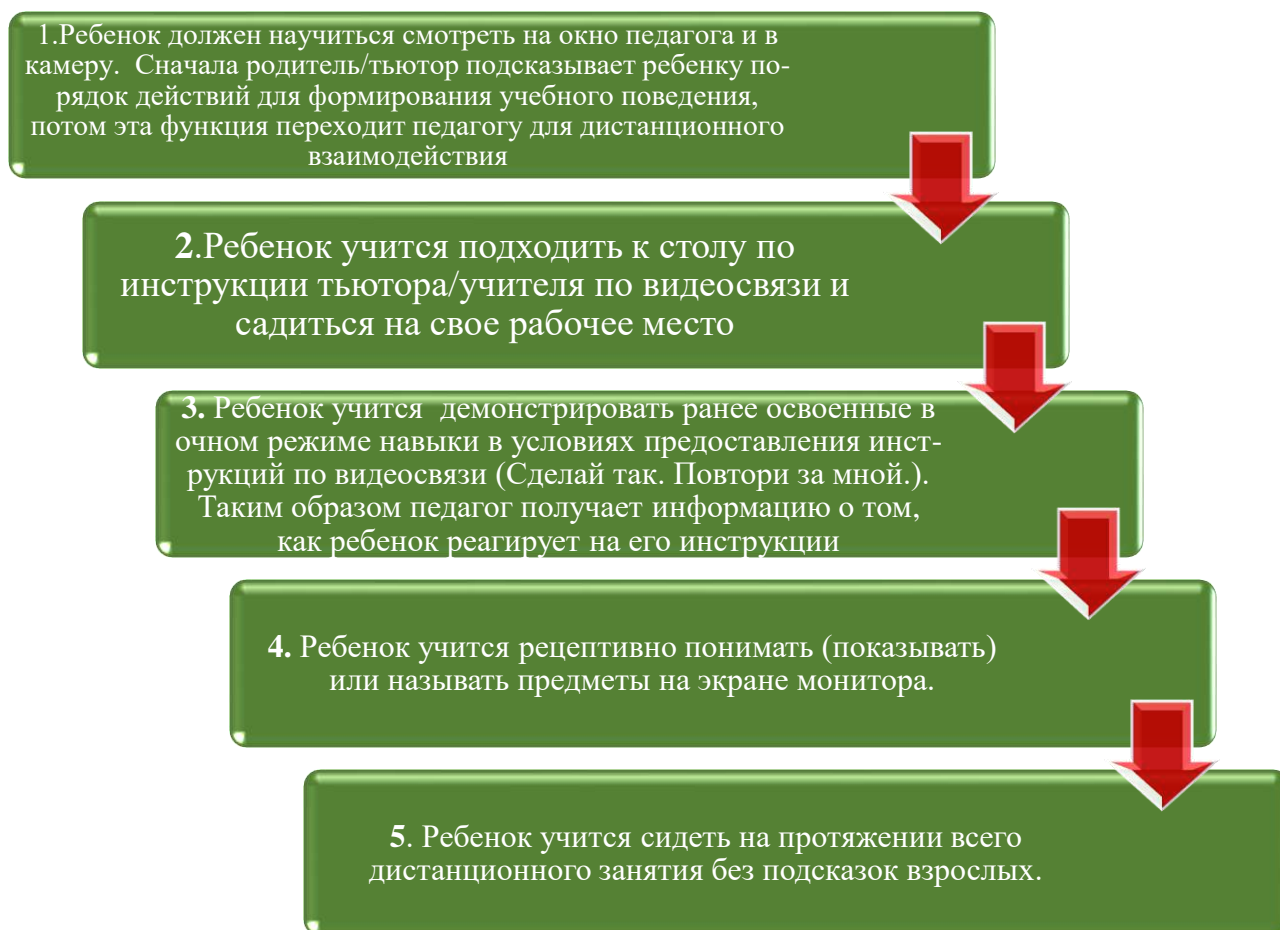 1.Ребенок должен научиться смотреть на окно педагога и в
камеру.  Сначала родитель/тьютор подсказывает ребенку по-
рядок действий для формирования учебного поведения,
потом эта функция переходит педагогу для дистанционного
взаимодействия
2.Ребенок учится подходить к столу по
инструкции тьютора/учителя по видеосвязи и
садиться на свое рабочее место
3. Ребенок учится  демонстрировать ранее освоенные в
очном режиме навыки в условиях предоставления инст-
рукций по видеосвязи (Сделай так. Повтори за мной.).
Таким образом педагог получает информацию о том,
как ребенок реагирует на его инструкции
4. Ребенок учится рецептивно понимать (показывать)
или называть предметы на экране монитора.
5. Ребенок учится сидеть на протяжении всего
дистанционного занятия без подсказок взрослых.